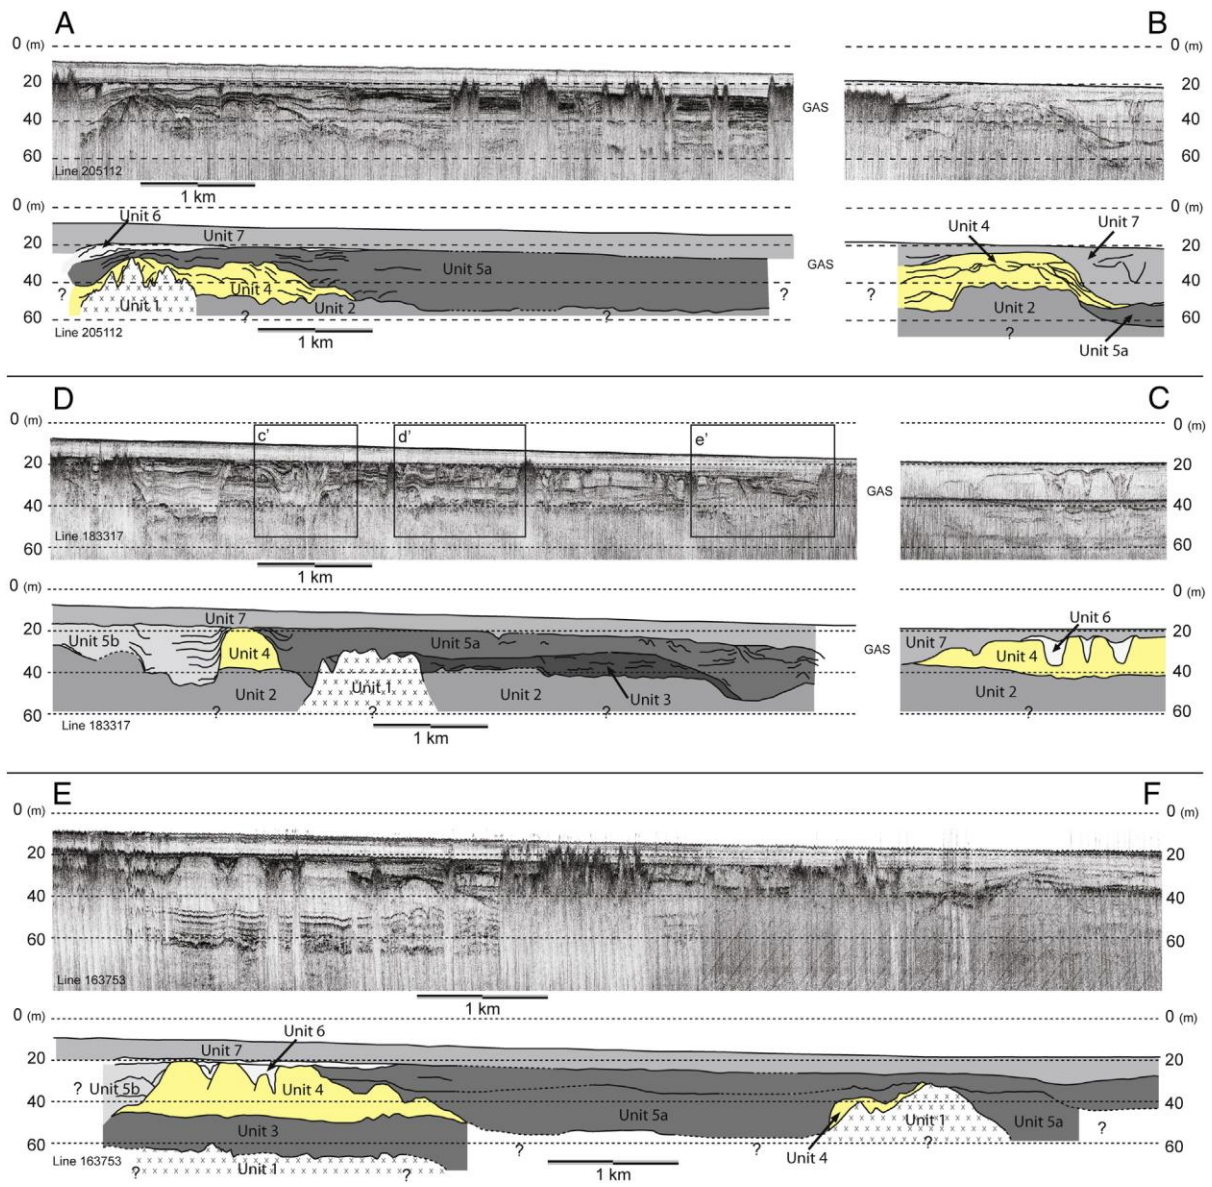 A B
0 (m) 0 (m)
20 20
40 GAS 40
60 60
Line 205112
1 km
0 (m) 0 (m)
Unit 6
Unit 7 Unit 4 Unit 7
20 20
Unit 5a GAS
40 ? Unit 4 ? ? 40
Unit 1 Unit 2 Unit 2
60 ? ? ? 60
Line 205112 1 km Unit 5a
D C
0 (m) 0 (m)
c' d' e'
20 20
GAS
40 40
Line 183317
60 60
1 km
0 (m) 0 (m)
Unit 7 Unit 6
20 Unit 5b Unit 5a Unit 7 20
Unit 4 GAS Unit 4
40 40
Unit 2 Unit 1 Unit 2 Unit 3 Unit 2
60 ? ? ? ? 60
Line 183317 1 km
E F
0 (m) 0 (m)
20 20
40 40
60 60
Line 163753
1 km
0 (m) 0 (m)
Unit 6
20 Unit 7 20
? Unit 5b Unit 4
40 Unit 5a Unit 1 Unit 5a ? 40
Unit 3
60 ? ? ? 60
Line 163753 ? Unit 1 ? Unit 4
1 km